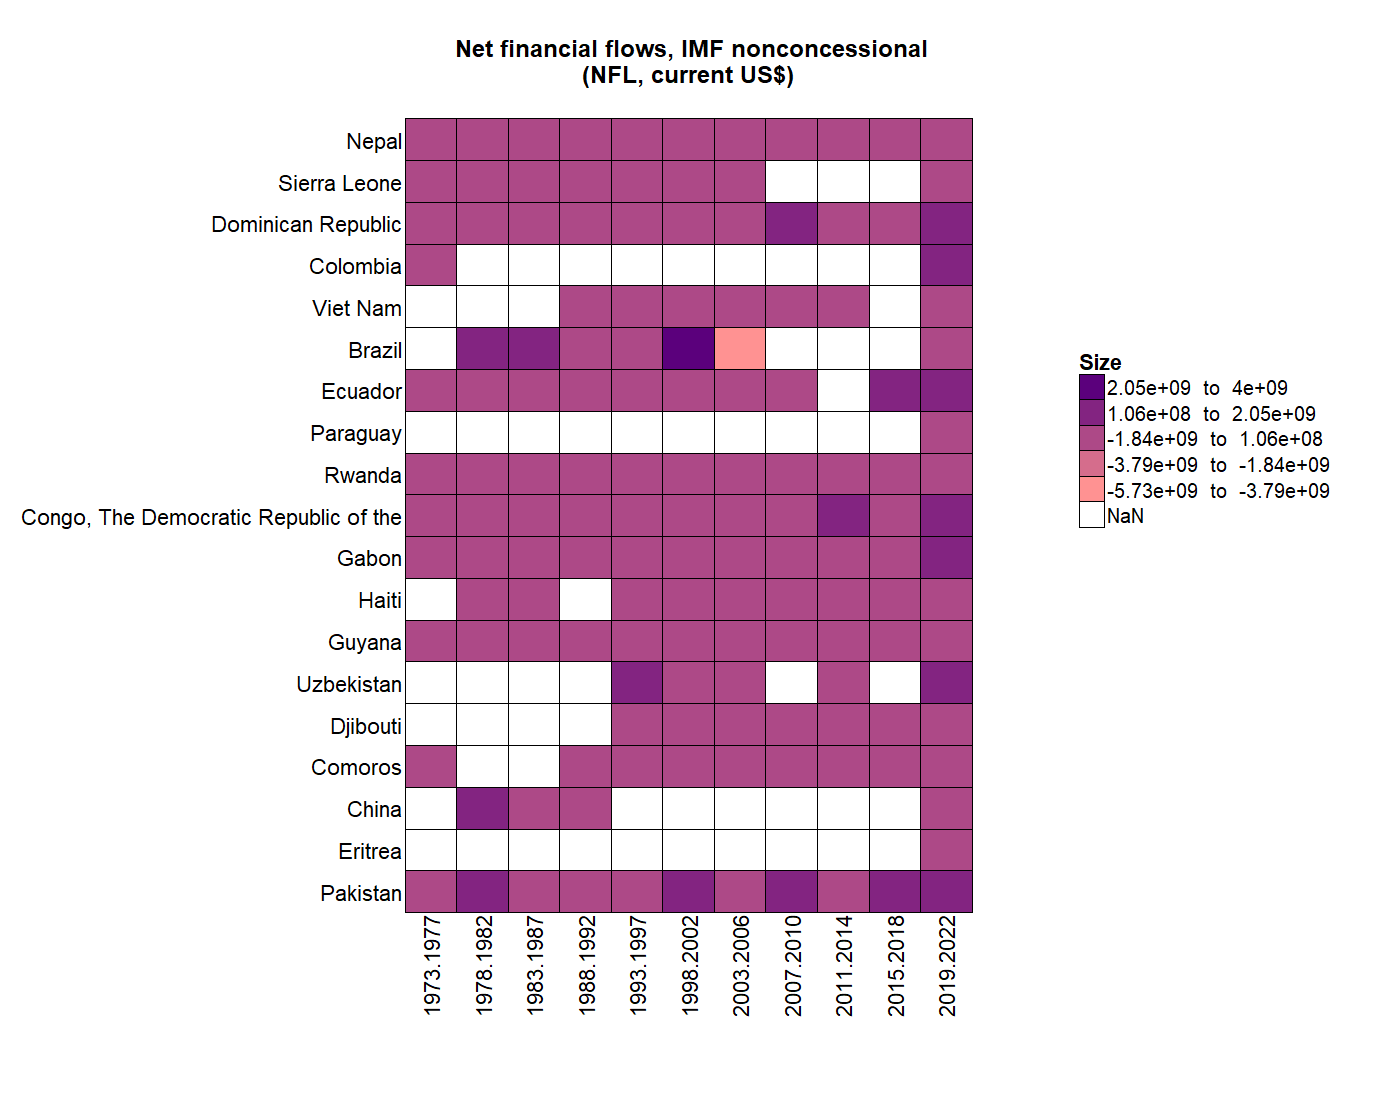 Net financial flows, IMF nonconcessional
(NFL, current US$)
Nepal
Sierra Leone
Dominican Republic
Colombia
Viet Nam
Brazil
Ecuador
Paraguay
Rwanda
Congo, The Democratic Republic of the
Gabon
Haiti
Guyana
Uzbekistan
Djibouti
Comoros
China
Eritrea
Pakistan
1973.1977
1978.1982
1983.1987
1988.1992
1993.1997
1998.2002
2003.2006
2007.2010
2011.2014
2015.2018
2019.2022
Size
2.05e+09 to 4e+09
1.06e+08 to 2.05e+09
-1.84e+09 to 1.06e+08
-3.79e+09 to -1.84e+09
-5.73e+09 to -3.79e+09
NaN